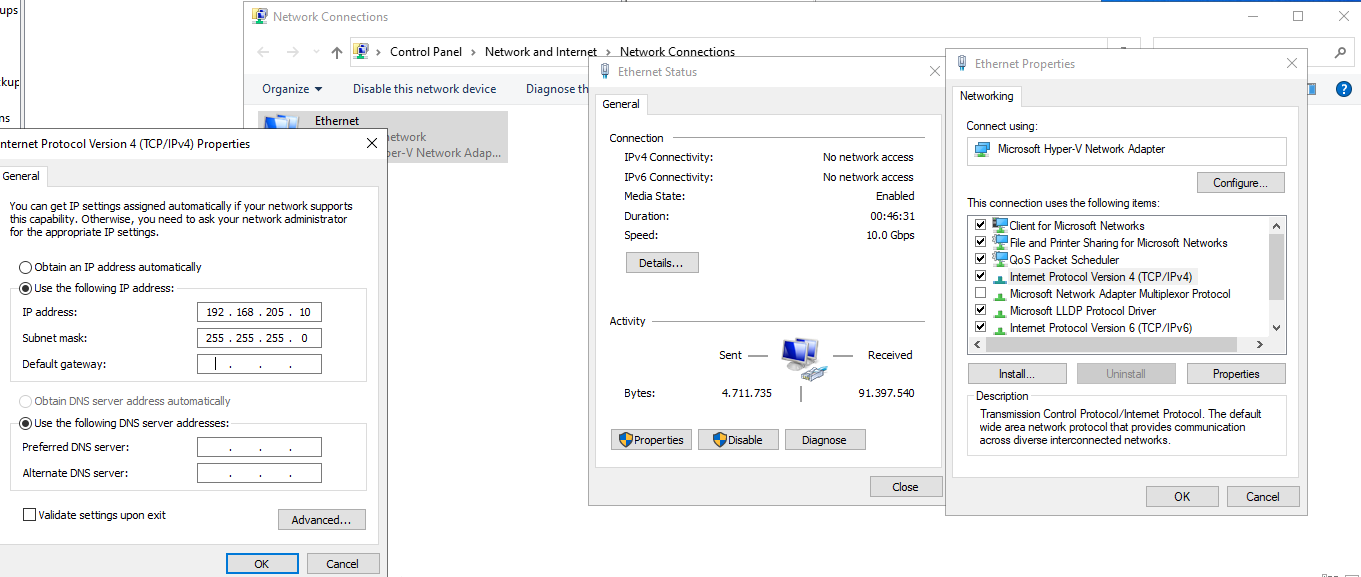 ups
Network Connections
Control Panel > Network and Internet > Network Connections
Organize Disable this network device Diagnose th
kup
ns
Ethernet
network
per-V Network Adap...
nternet Protocol Version 4 (TCP/IPv4) Properties
General
You can get IP settings assigned automatically if your network supports
this capability. Otherwise, you need to ask your network administrator
for the appropriate IP settings.
Obtain an IP address automatically
Use the following IP address:
IP address: 192 . 168 . 205 . 10
Subnet mask: 255 . 255 . 255 . 0
Default gateway: . . .
Obtain DNS server address automatically
Use the following DNS server addresses:
Preferred DNS server: . . .
Alternate DNS server: . . .
Validate settings upon exit
Advanced...
OK Cancel
Ethernet Status
General
Connection
IPv4 Connectivity: No network access
IPv6 Connectivity: No network access
Media State: Enabled
Duration: 00:46:31
Speed: 10.0 Gbps
Details...
Activity
Sent — — Received
Bytes: 4.711.735 | 91.397.540
Properties Disable Diagnose
Close
Ethernet Properties
Networking
Connect using:
Microsoft Hyper-V Network Adapter
Configure...
This connection uses the following items:
Client for Microsoft Networks
File and Printer Sharing for Microsoft Networks
QoS Packet Scheduler
Internet Protocol Version 4 (TCP/IPv4)
Microsoft Network Adapter Multiplexor Protocol
Microsoft LLDP Protocol Driver
Internet Protocol Version 6 (TCP/IPv6)
Install... Uninstall Properties
Description
Transmission Control Protocol/Internet Protocol. The default
wide area network protocol that provides communication
across diverse interconnected networks.
OK Cancel